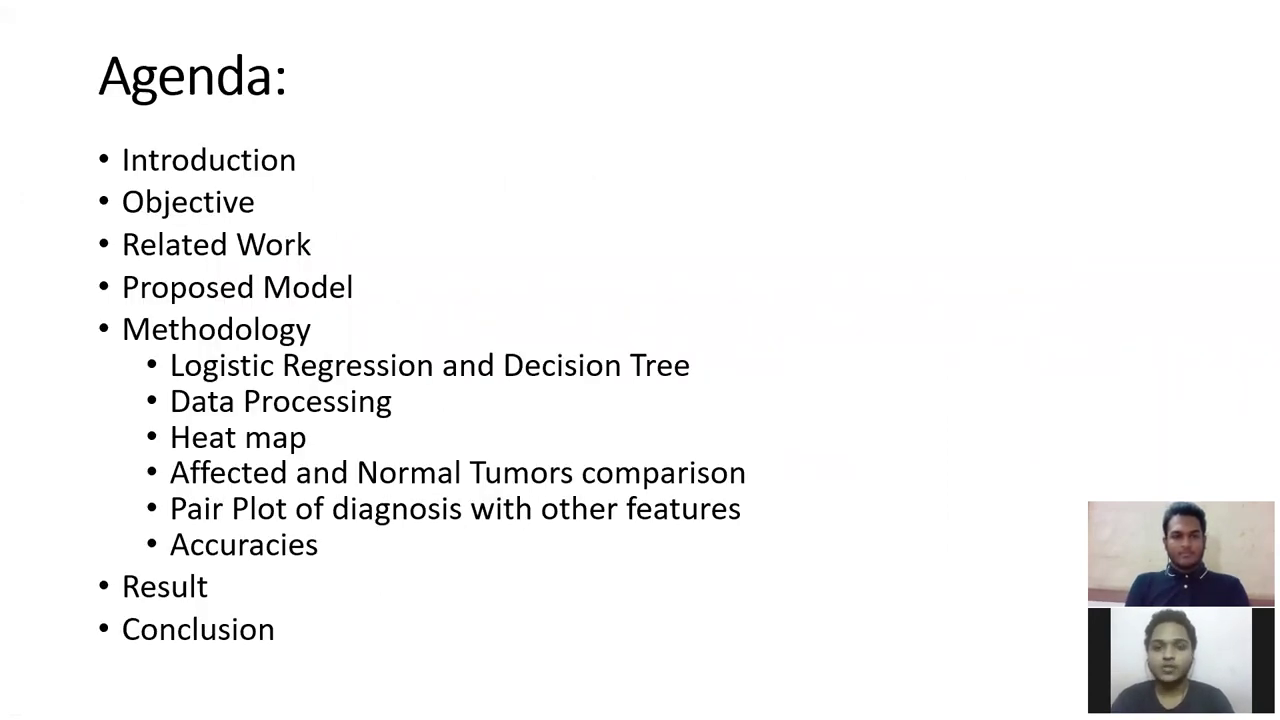 Agenda:
• Introduction
• Objective
• Related Work
• Proposed Model
• Methodology
• Logistic Regression and Decision Tree
• Data Processing
• Heat map
• Affected and Normal Tumors comparison
• Pair Plot of diagnosis with other features
• Accuracies
• Result
• Conclusion